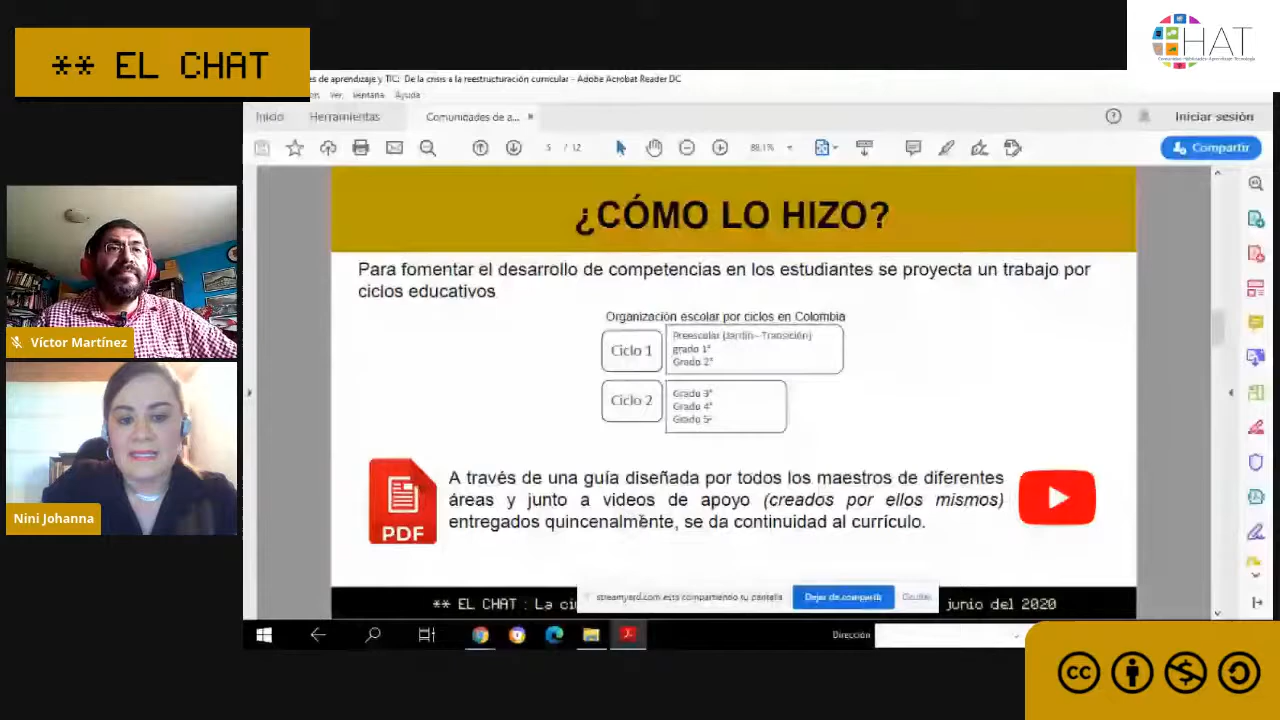 ** EL CHAT
CHAT
Comunidad Habilidades Aprendizaje Tecnología
es de aprendizaje y TIC: De la crisis a la reestructuración curricular - Adobe Acrobat Reader DC
Ver Ventana Ayuda
Inicio Herramientas Comunidades de a... × Iniciar sesión
5 / 12 88,1% Compartir
¿CÓMO LO HIZO?
Para fomentar el desarrollo de competencias en los estudiantes se proyecta un trabajo por
ciclos educativos
Organización escolar por ciclos en Colombia
Ciclo 1
Preescolar (Jardín - Transición)
grado 1°
Grado 2°
Ciclo 2
Grado 3°
Grado 4°
Grado 5°
A través de una guía diseñada por todos los maestros de diferentes
áreas y junto a videos de apoyo (creados por ellos mismos)
entregados quincenalmente, se da continuidad al currículo.
PDF
Víctor Martínez
Nini Johanna
streamyard.com está compartiendo tu pantalla Dejar de compartir Ocultar
** EL CHAT : La junio del 2020
Dirección
cc